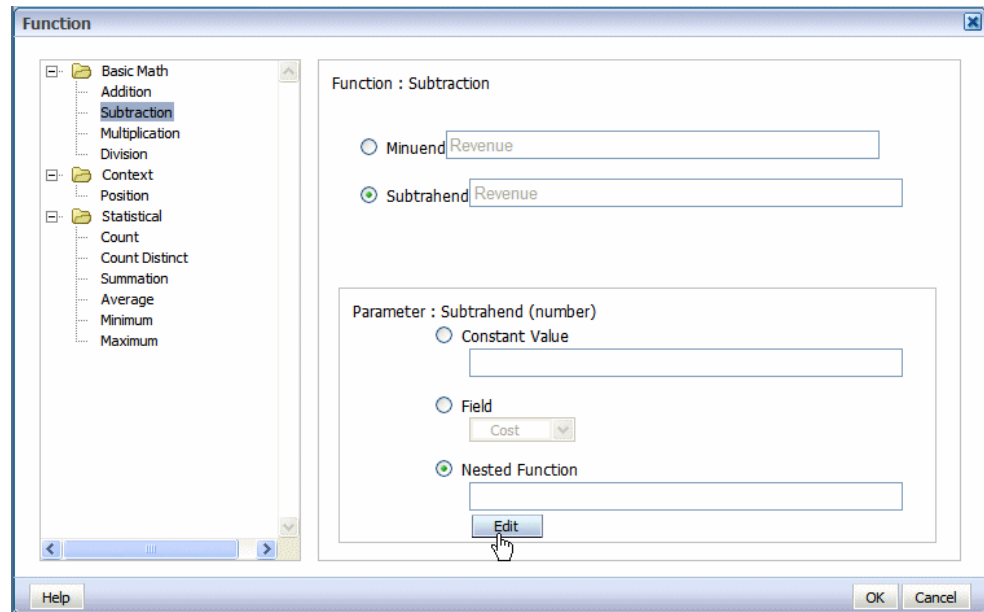 Function
Basic Math
Addition
Subtraction
Multiplication
Division
Context
Position
Statistical
Count
Count Distinct
Summation
Average
Minimum
Maximum
Function : Subtraction
Minuend Revenue
Subtrahend Revenue
Parameter : Subtrahend (number)
Constant Value
Field
Cost
Nested Function
Edit
Help
OK Cancel